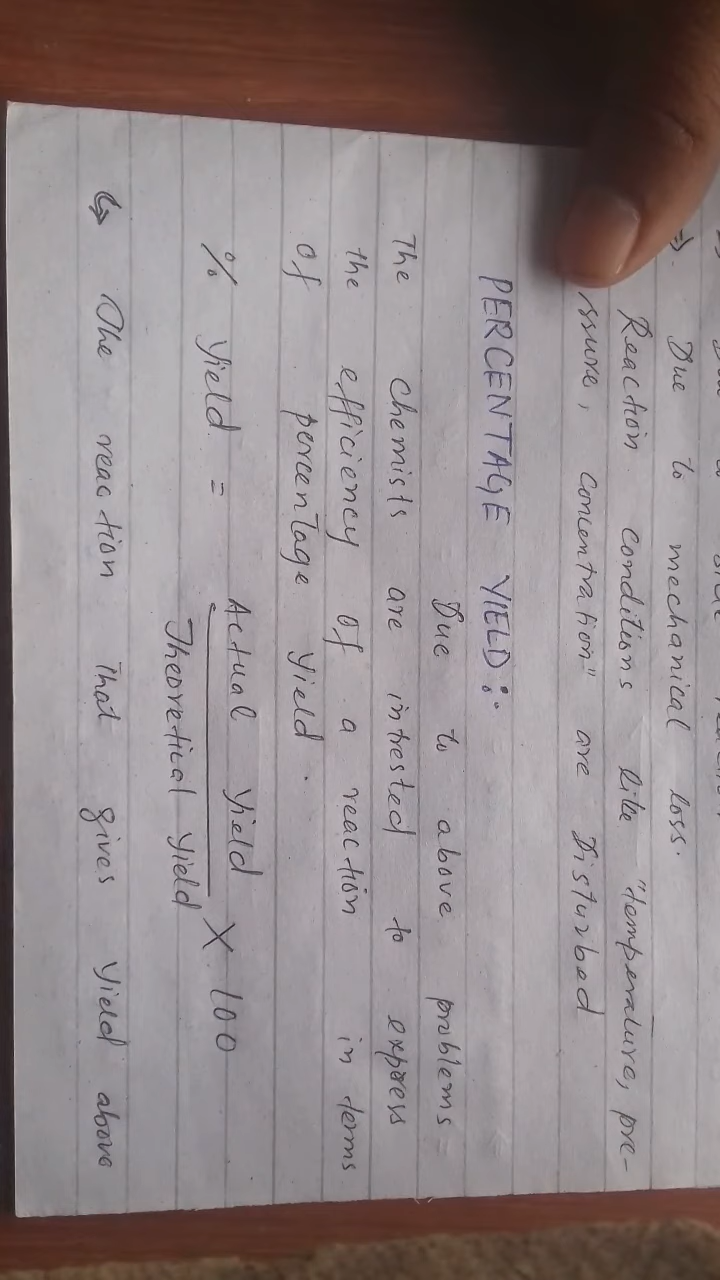 ⇒). Due to mechanical loss.
Reaction conditions like "temperature, pre-
ssure, concentration" are Disturbed
PERCENTAGE YIELD:
Due to above problems
The chemists are intrested to express
the efficiency of a reaction in terms
of percentage Yield.
% Yield = Actual Yield X 100
Theoretical Yield
↳ The reaction that gives Yield above